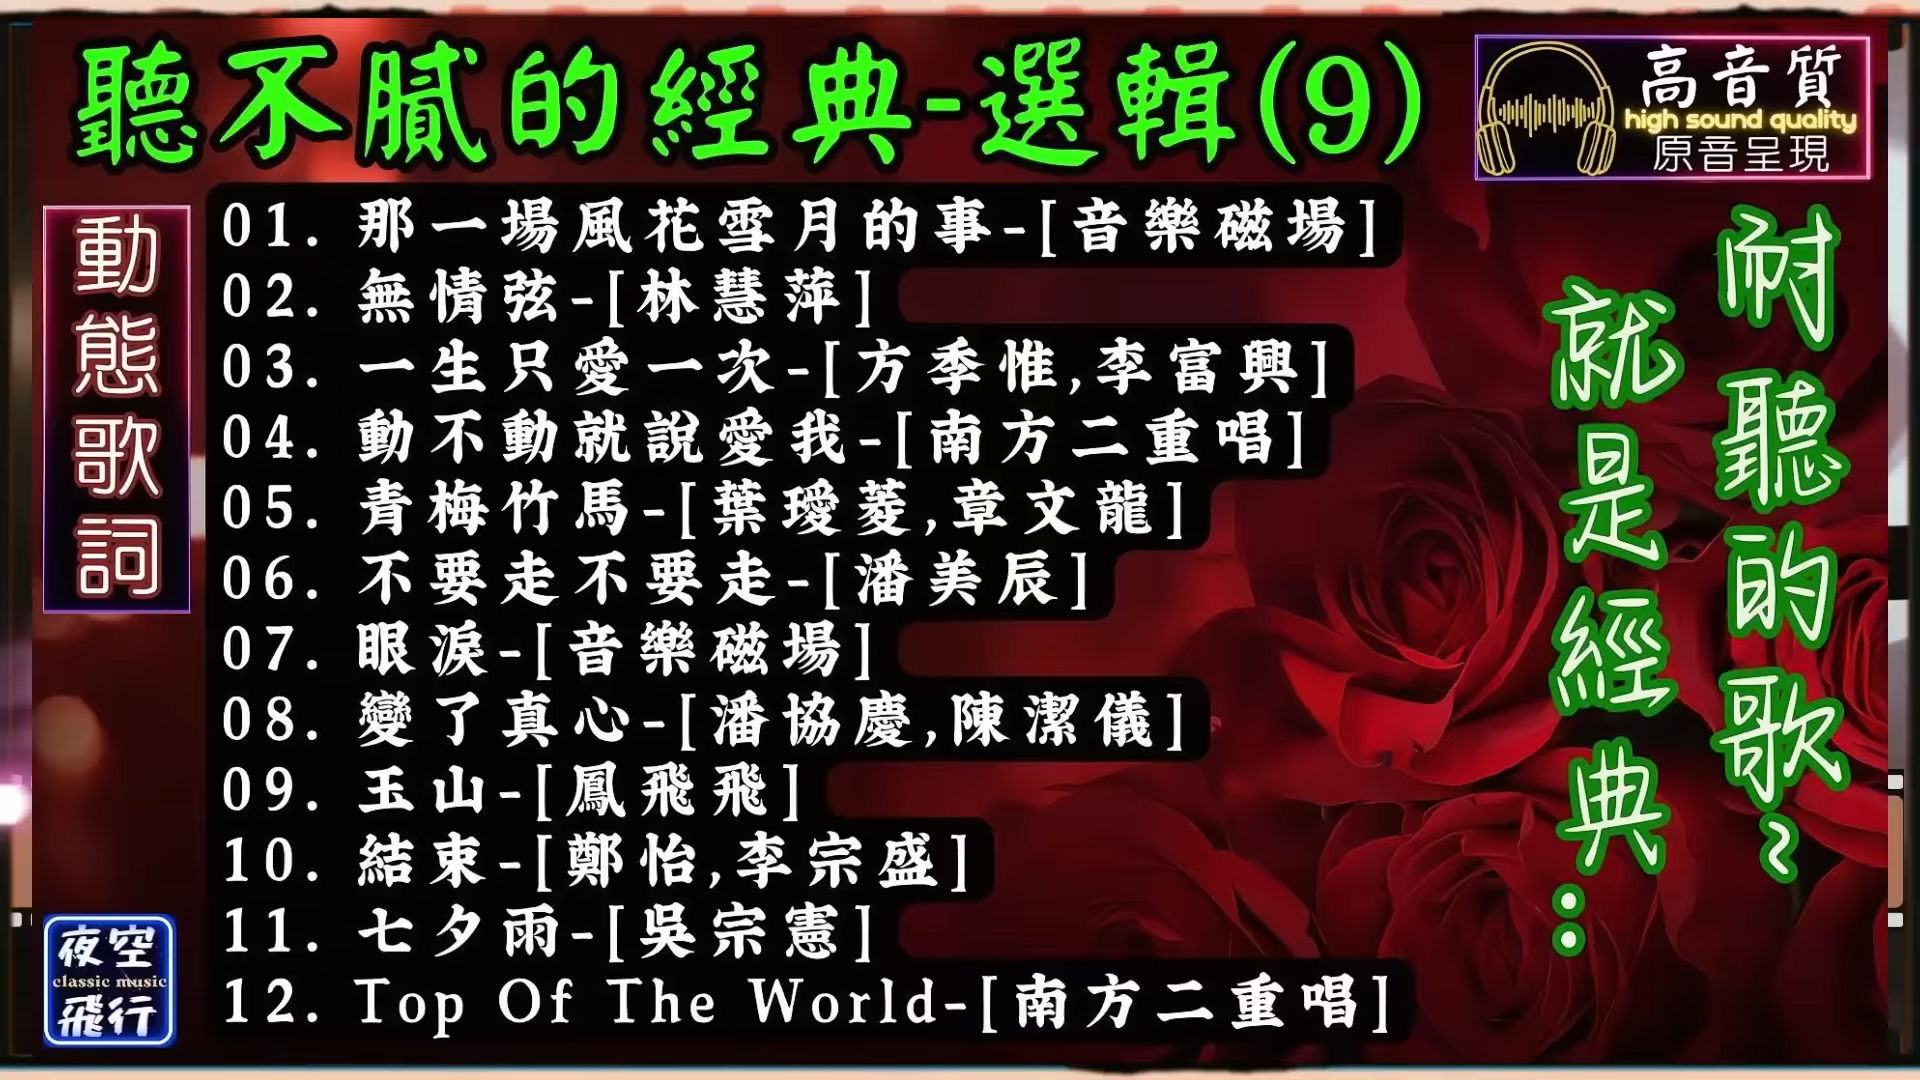 聽不膩的經典-選輯(9)
高音質
high sound quality
原音呈現
動態歌詞
01. 那一場風花雪月的事-[音樂磁場]
02. 無情弦-[林慧萍]
03. 一生只愛一次-[方季惟,李富興]
04. 動不動就說愛我-[南方二重唱]
05. 青梅竹馬-[葉璦菱,章文龍]
06. 不要走不要走-[潘美辰]
07. 眼淚-[音樂磁場]
08. 變了真心-[潘協慶,陳潔儀]
09. 玉山-[鳳飛飛]
10. 結束-[鄭怡,李宗盛]
11. 七夕雨-[吳宗憲]
12. Top Of The World-[南方二重唱]
耐聽的歌~
就是經典...
夜空
classic music
飛行